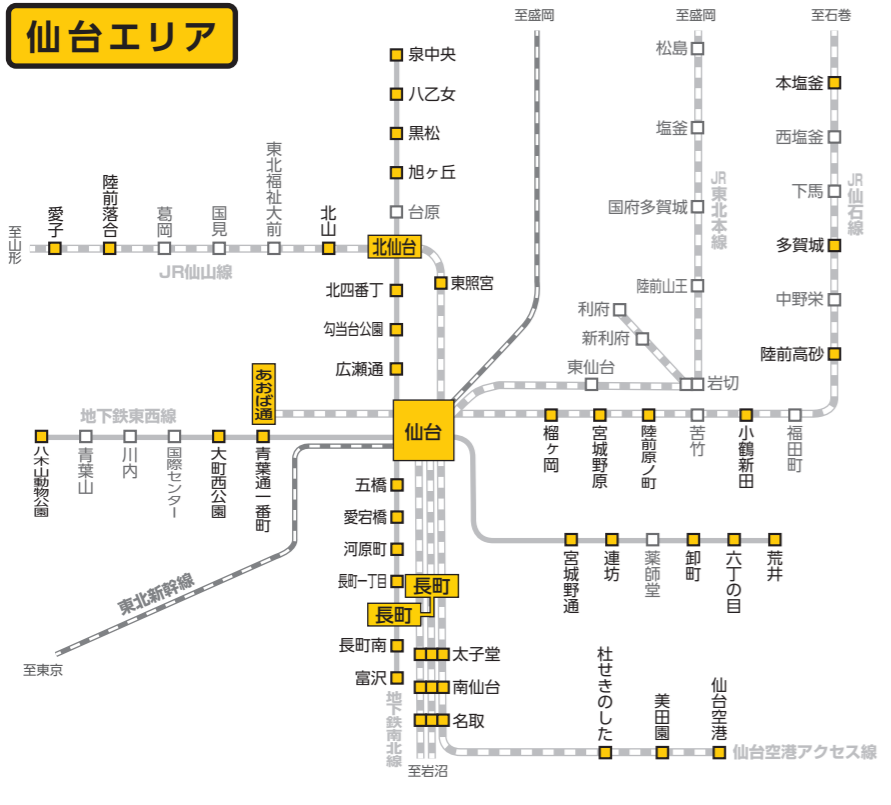 仙台エリア
至盛岡
至盛岡
至石巻
泉中央
八乙女
黒松
旭ヶ丘
台原
松島
塩釜
国府多賀城
陸前山王
JR東北本線
本塩釜
西塩釜
下馬
多賀城
中野栄
陸前高砂
JR仙石線
至山形
愛子
陸前落合
葛岡
国見
東北福祉大前
北山
北仙台
JR仙山線
東照宮
北四番丁
勾当台公園
広瀬通
利府
新利府
東仙台
岩切
あおば通
仙台
地下鉄東西線
八木山動物公園
青葉山
川内
国際センター
大町西公園
青葉通一番町
榴ヶ岡
宮城野原
陸前原ノ町
苦竹
小鶴新田
福田町
五橋
愛宕橋
河原町
長町一丁目
長町
長町
長町南
富沢
宮城野通
連坊
薬師堂
卸町
六丁の目
荒井
東北新幹線
至東京
太子堂
南仙台
名取
地下鉄南北線
至岩沼
杜せきのした
美田園
仙台空港
仙台空港アクセス線